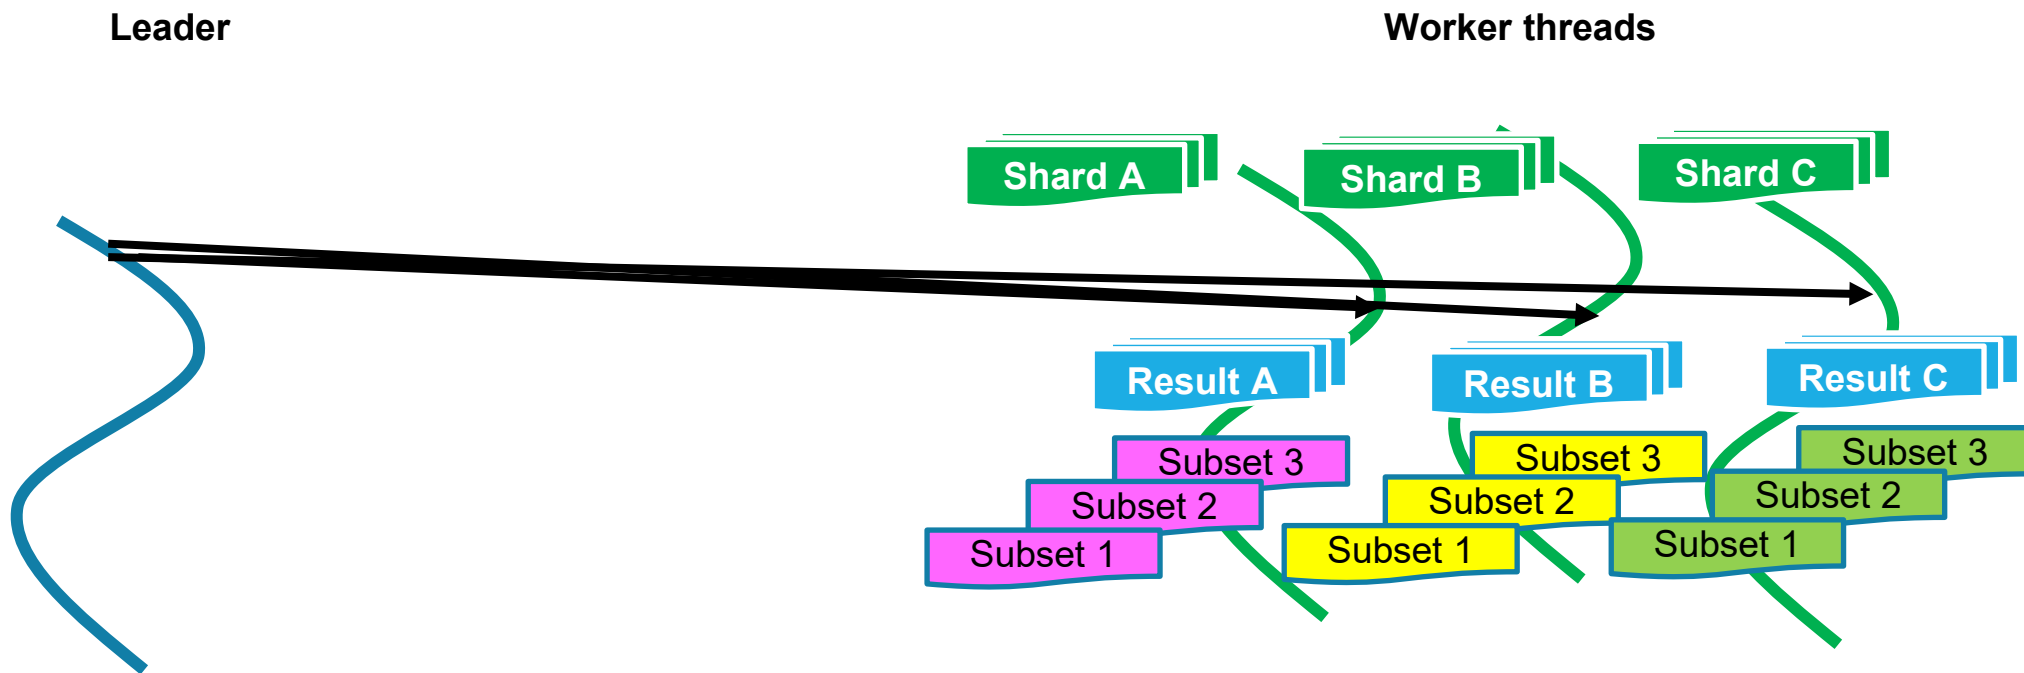 Leader
Worker threads
Shard A
Shard B
Shard C
Result A
Result B
Result C
Subset 3
Subset 2
Subset 1
Subset 3
Subset 2
Subset 1
Subset 3
Subset 2
Subset 1